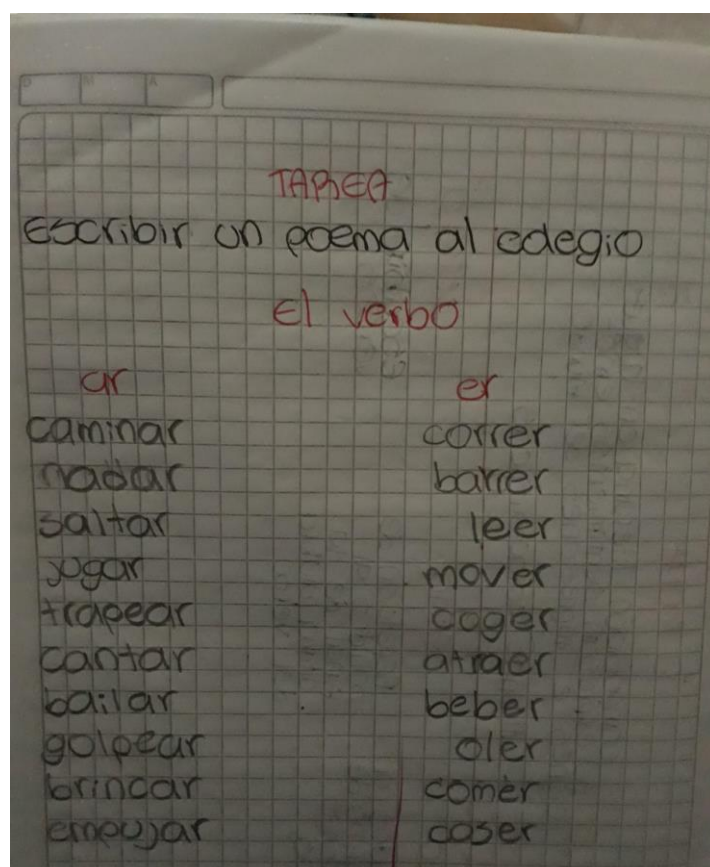 TAREA
Escribir un poema al colegio
El verbo
ar er
caminar correr
nadar barrer
saltar leer
jugar mover
trapear coger
cantar atraer
bailar beber
golpear oler
brincar comer
empujar coser